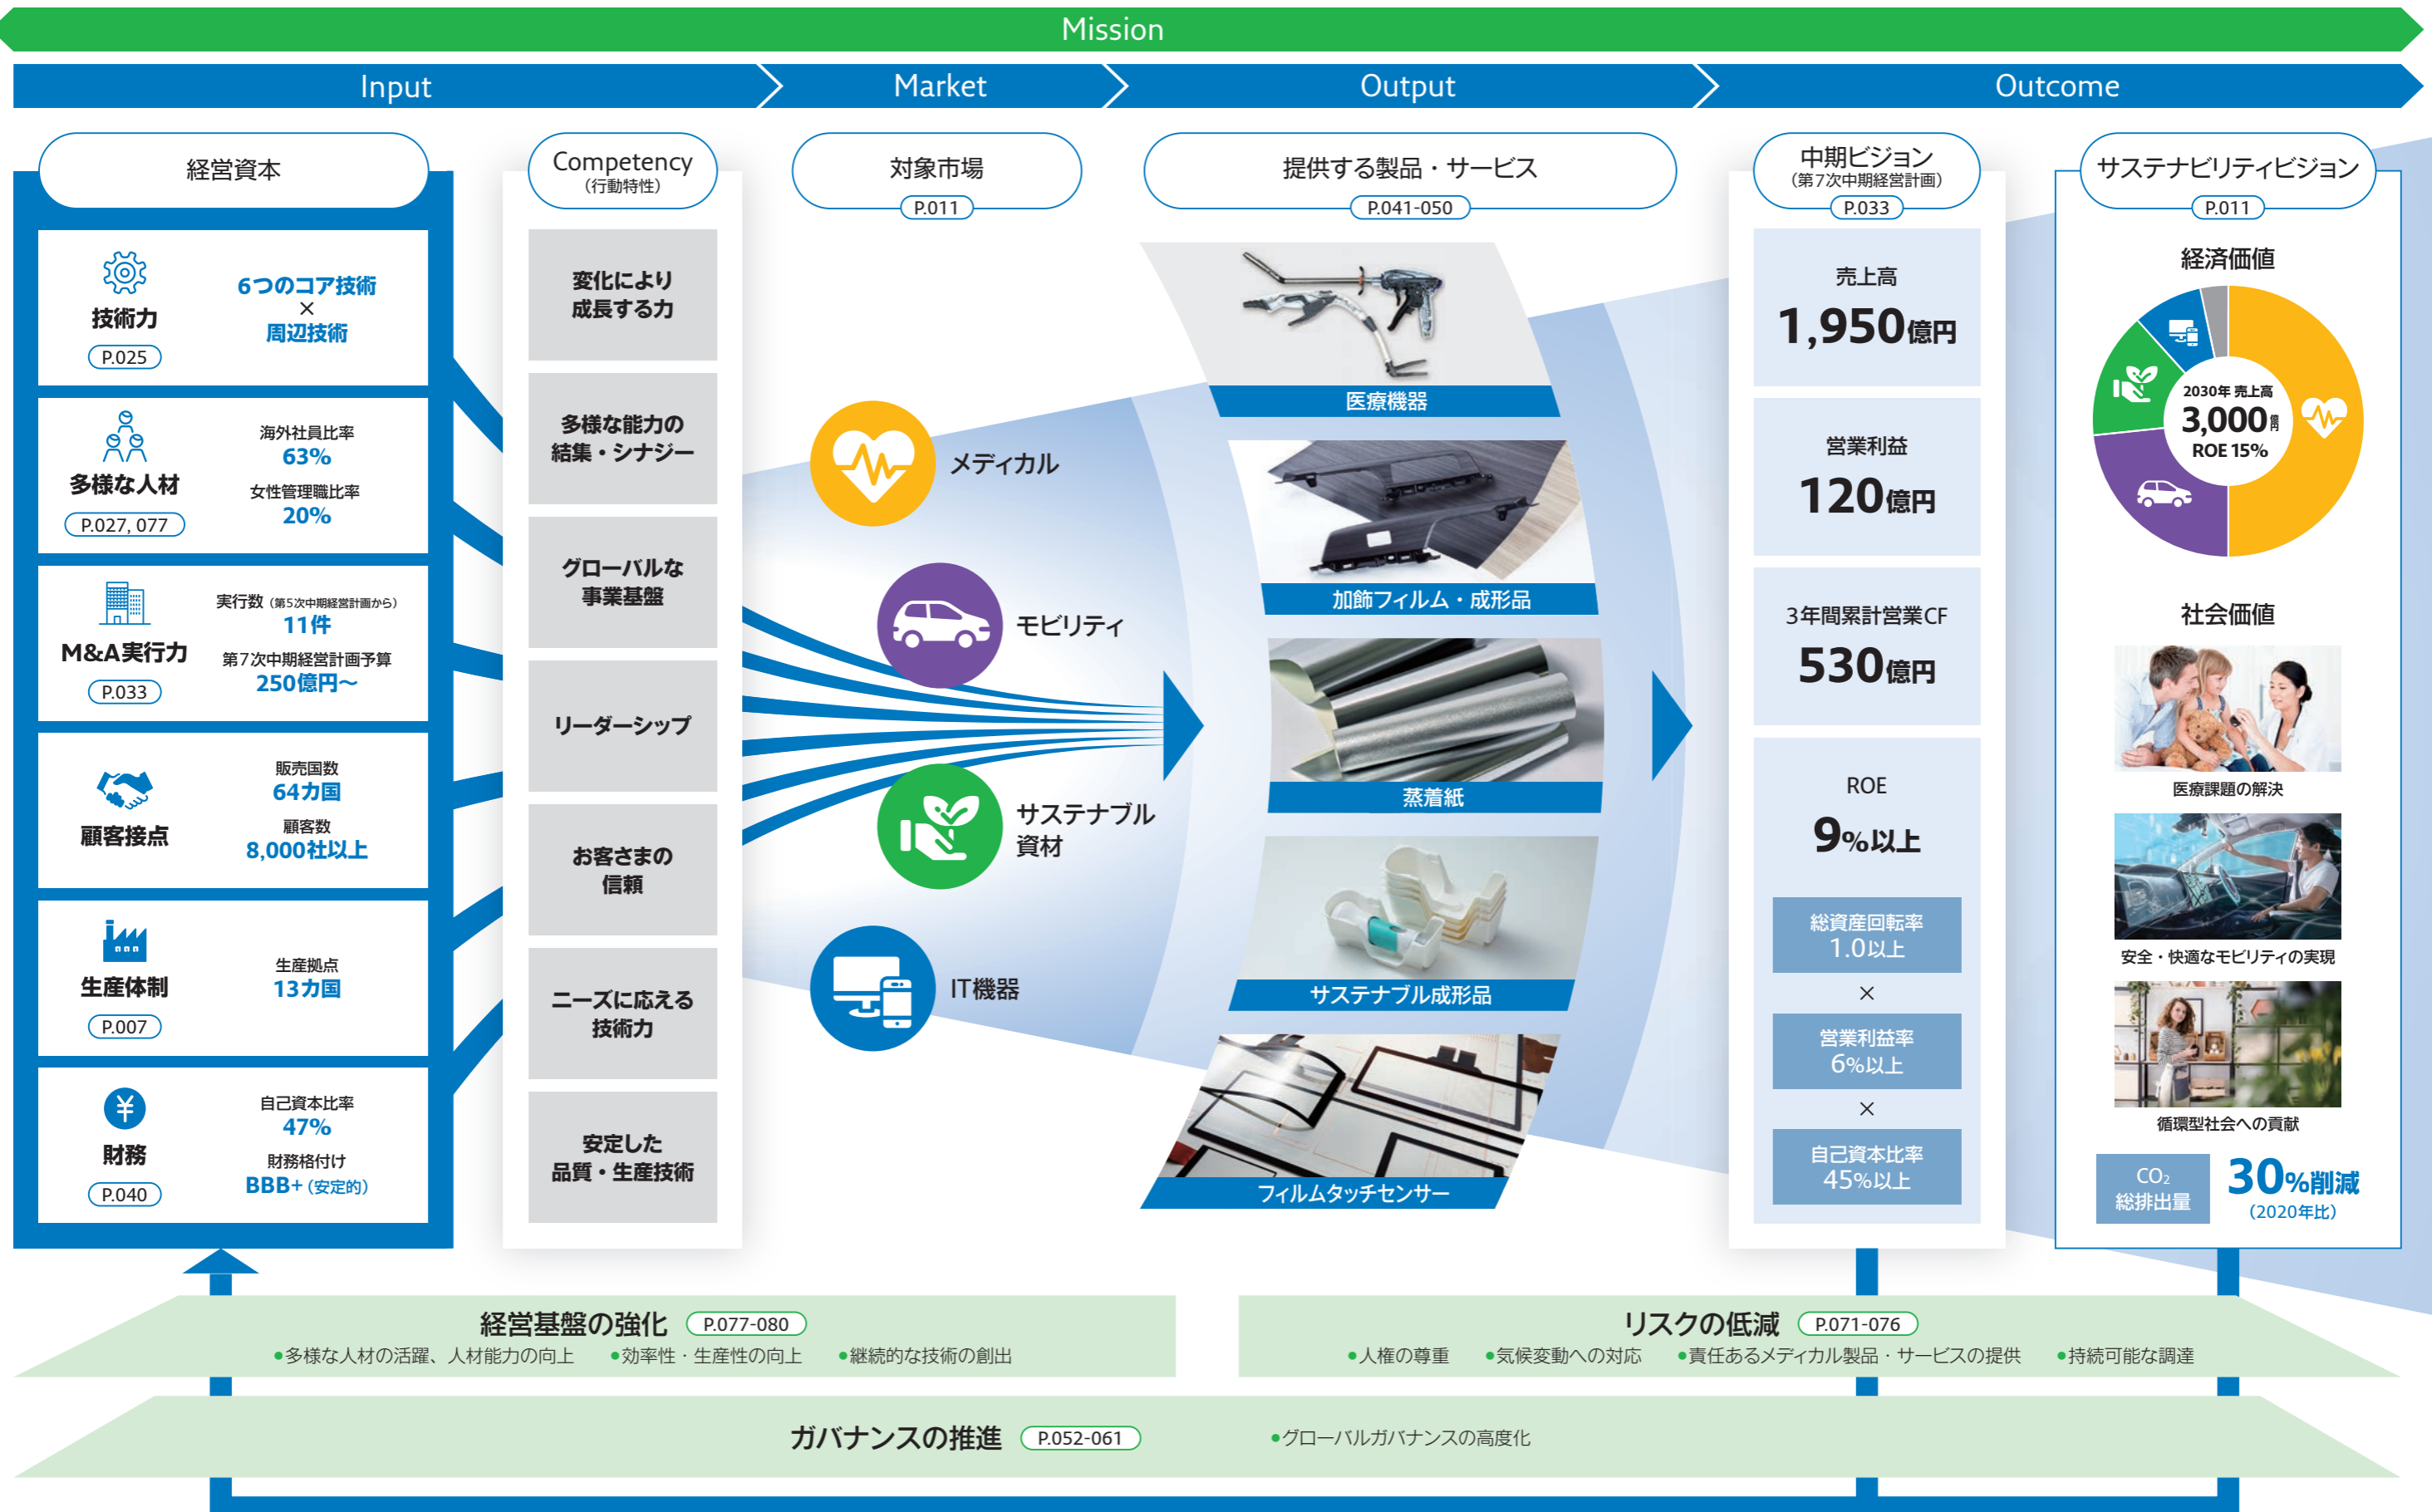 Mission
Input
Market
Output
Outcome
経営資本
技術力
P.025
6つのコア技術
×
周辺技術
多様な人材
P.027, 077
海外社員比率
63%
女性管理職比率
20%
M&A実行力
P.033
実行数（第5次中期経営計画から）
11件
第7次中期経営計画予算
250億円～
顧客接点
販売国数
64カ国
顧客数
8,000社以上
生産体制
P.007
生産拠点
13カ国
財務
P.040
自己資本比率
47%
財務格付け
BBB+（安定的）
Competency
（行動特性）
変化により
成長する力
多様な能力の
結集・シナジー
グローバルな
事業基盤
リーダーシップ
お客さまの
信頼
ニーズに応える
技術力
安定した
品質・生産技術
対象市場
P.011
メディカル
モビリティ
サステナブル
資材
IT機器
提供する製品・サービス
P.041-050
医療機器
加飾フィルム・成形品
蒸着紙
サステナブル成形品
フィルムタッチセンサー
中期ビジョン
（第7次中期経営計画）
P.033
売上高
1,950億円
営業利益
120億円
3年間累計営業CF
530億円
ROE
9%以上
総資産回転率
1.0以上
×
営業利益率
6%以上
×
自己資本比率
45%以上
サステナビリティビジョン
P.011
経済価値
2030年 売上高
3,000億円
ROE 15%
社会価値
医療課題の解決
安全・快適なモビリティの実現
循環型社会への貢献
CO₂
総排出量
30%削減
（2020年比）
経営基盤の強化 P.077-080
●多様な人材の活躍、人材能力の向上 ●効率性・生産性の向上 ●継続的な技術の創出
リスクの低減 P.071-076
●人権の尊重 ●気候変動への対応 ●責任あるメディカル製品・サービスの提供 ●持続可能な調達
ガバナンスの推進 P.052-061
●グローバルガバナンスの高度化